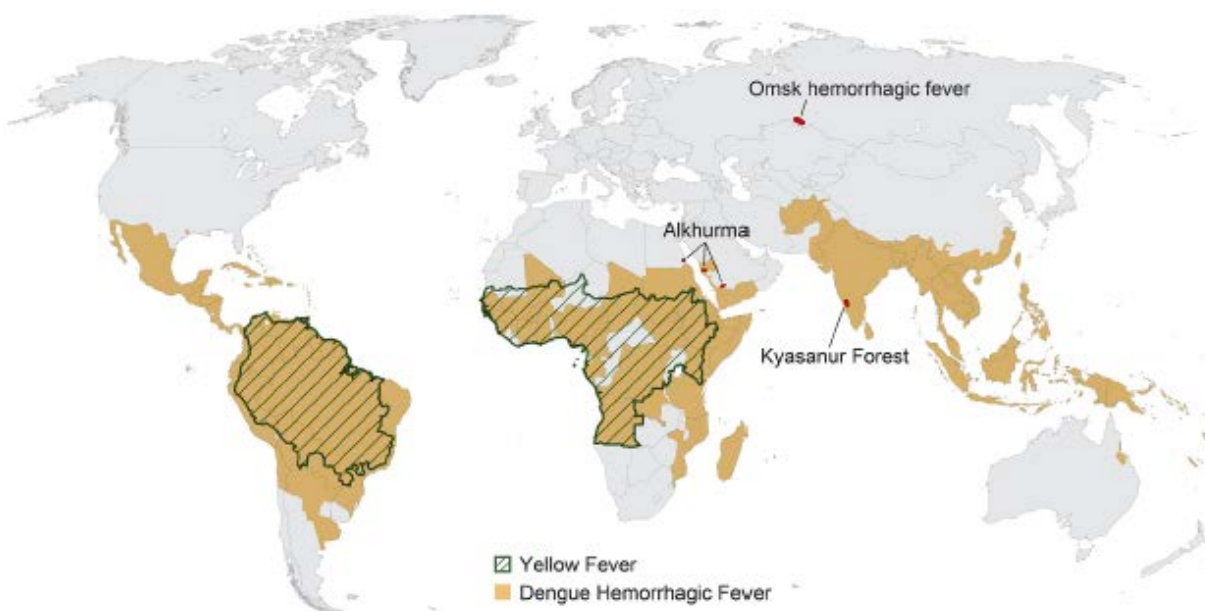 Omsk hemorrhagic fever
Alkhurma
Kyasanur Forest
Yellow Fever
Dengue Hemorrhagic Fever